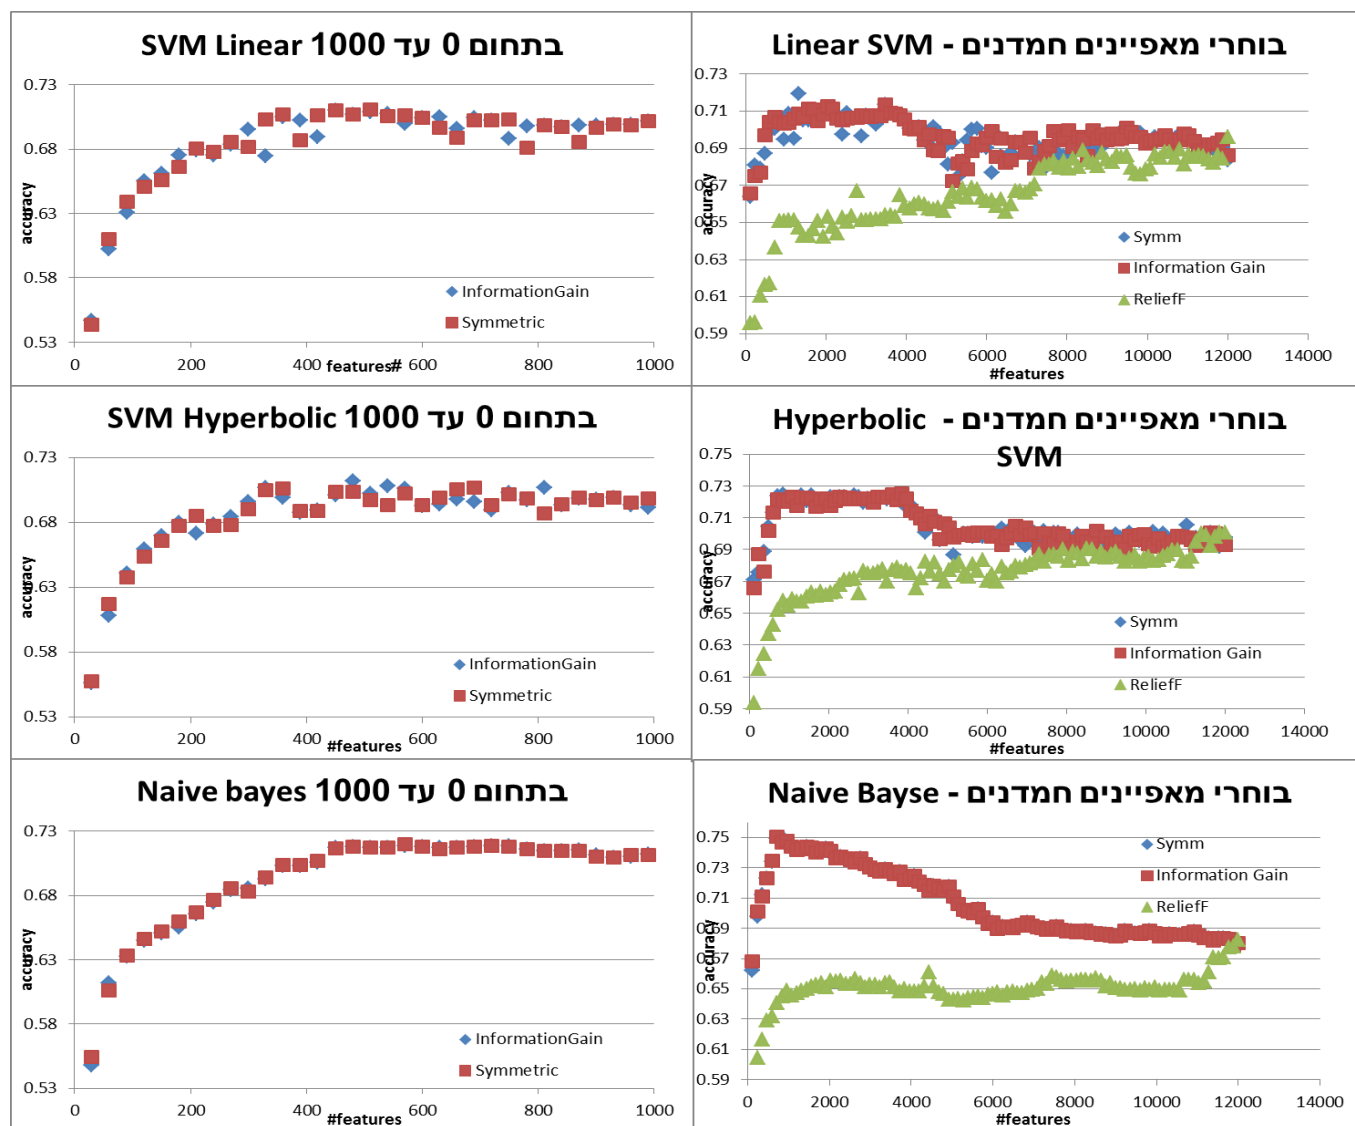 SVM Linear 1000 בתחום 0 עד
0.73
0.68
0.63
0.58
0.53
accuracy
InformationGain
Symmetric
0 200 400 600 800 1000
features#
Linear SVM - בוחרי מאפיינים חמדנים
0.73
0.71
0.69
0.67
0.65
0.63
0.61
0.59
accuracy
Symm
Information Gain
ReliefF
0 2000 4000 6000 8000 10000 12000 14000
#features
SVM Hyperbolic 1000 בתחום 0 עד
0.73
0.68
0.63
0.58
0.53
accuracy
InformationGain
Symmetric
0 200 400 600 800 1000
#features
Hyperbolic - בוחרי מאפיינים חמדנים
SVM
0.75
0.73
0.71
0.69
0.67
0.65
0.63
0.61
0.59
accuracy
Symm
Information Gain
ReliefF
0 2000 4000 6000 8000 10000 12000 14000
#features
Naive bayes 1000 בתחום 0 עד
0.73
0.68
0.63
0.58
0.53
accuracy
InformationGain
Symmetric
0 200 400 600 800 1000
#features
Naive Bayse - בוחרי מאפיינים חמדנים
0.75
0.73
0.71
0.69
0.67
0.65
0.63
0.61
0.59
accuracy
Symm
Information Gain
ReliefF
0 2000 4000 6000 8000 10000 12000 14000
#features